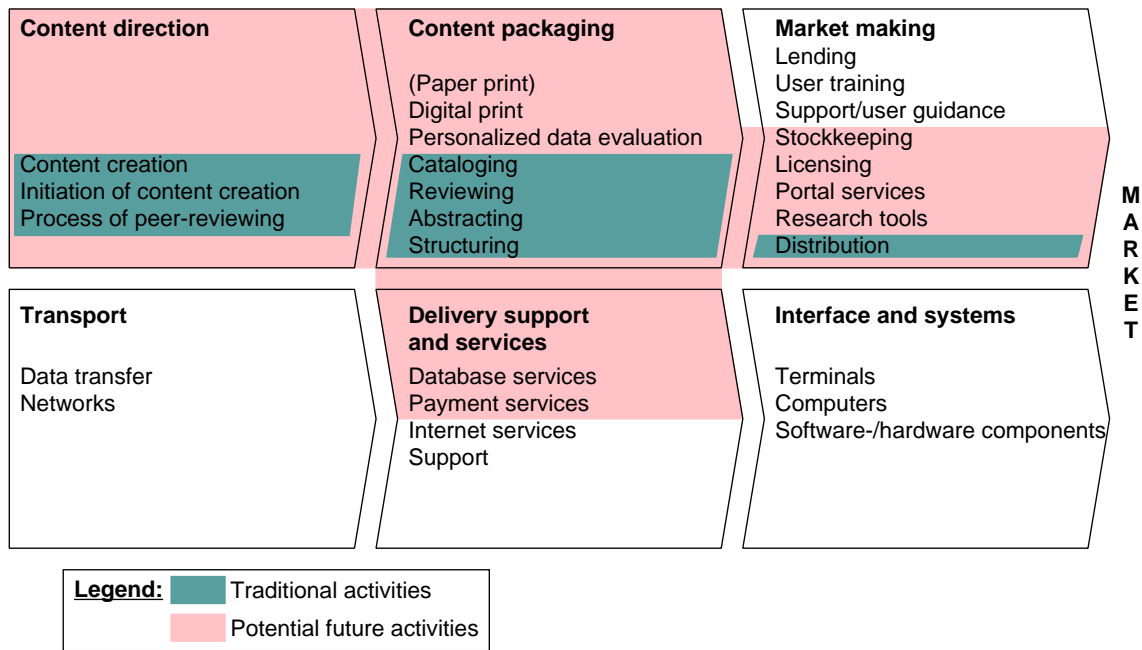 Content direction
Content creation
Initiation of content creation
Process of peer-reviewing
Content packaging
(Paper print)
Digital print
Personalized data evaluation
Cataloging
Reviewing
Abstracting
Structuring
Market making
Lending
User training
Support/user guidance
Stockkeeping
Licensing
Portal services
Research tools
Distribution
M
A
R
K
E
T
Transport
Data transfer
Networks
Delivery support
and services
Database services
Payment services
Internet services
Support
Interface and systems
Terminals
Computers
Software-/hardware components
Legend:
Traditional activities
Potential future activities